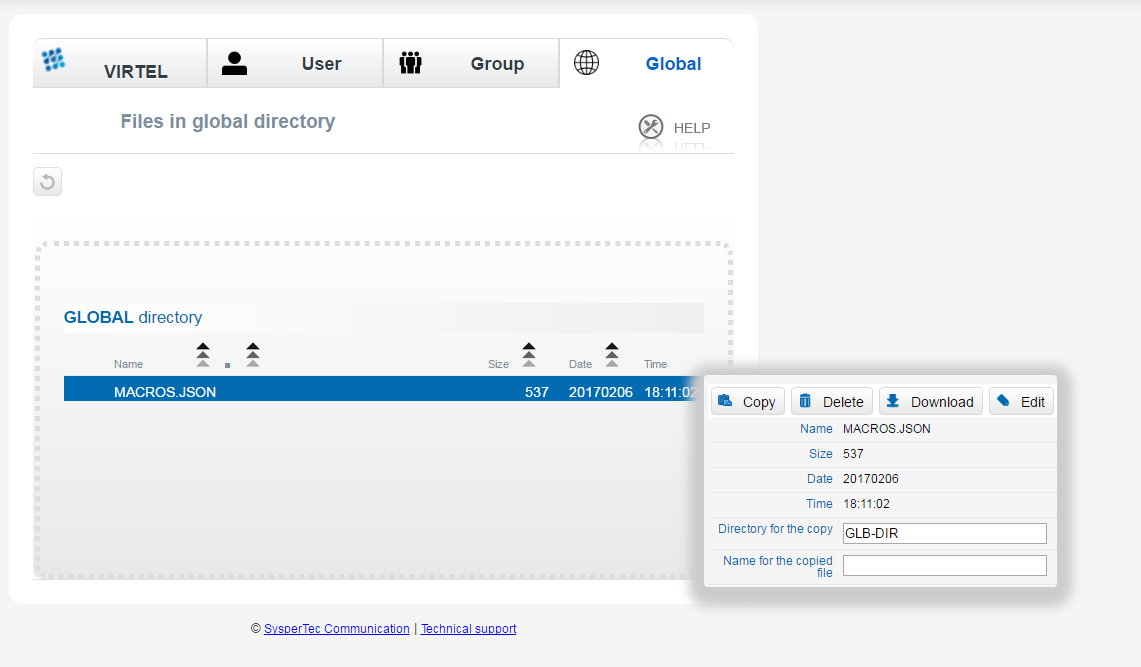 VIRTEL User Group Global
Files in global directory
HELP
GLOBAL directory
Name . Size Date Time
MACROS.JSON 537 20170206 18:11:02
Copy Delete Download Edit
Name MACROS.JSON
Size 537
Date 20170206
Time 18:11:02
Directory for the copy GLB-DIR
Name for the copied
file
© SysperTec Communication | Technical support